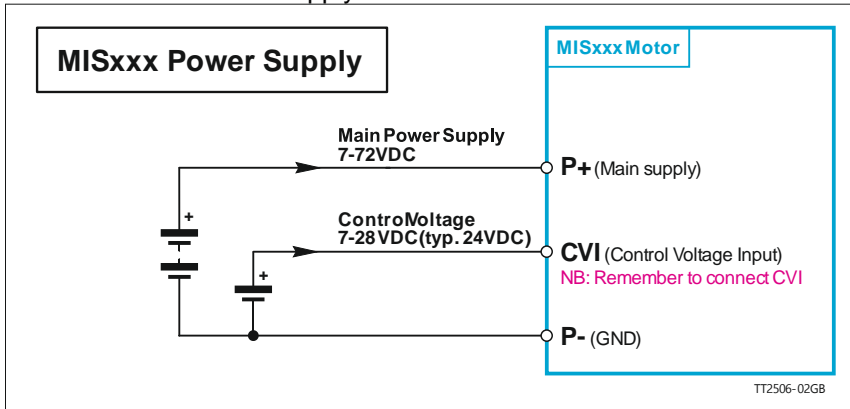 MISxxx Power Supply
MISxxx Motor
Main Power Supply
7-72VDC
P+ (Main supply)
+
ControlVoltage
7-28VDC(typ. 24VDC)
CVI (Control Voltage Input)
NB: Remember to connect CVI
+
P- (GND)
TT2506-02GB